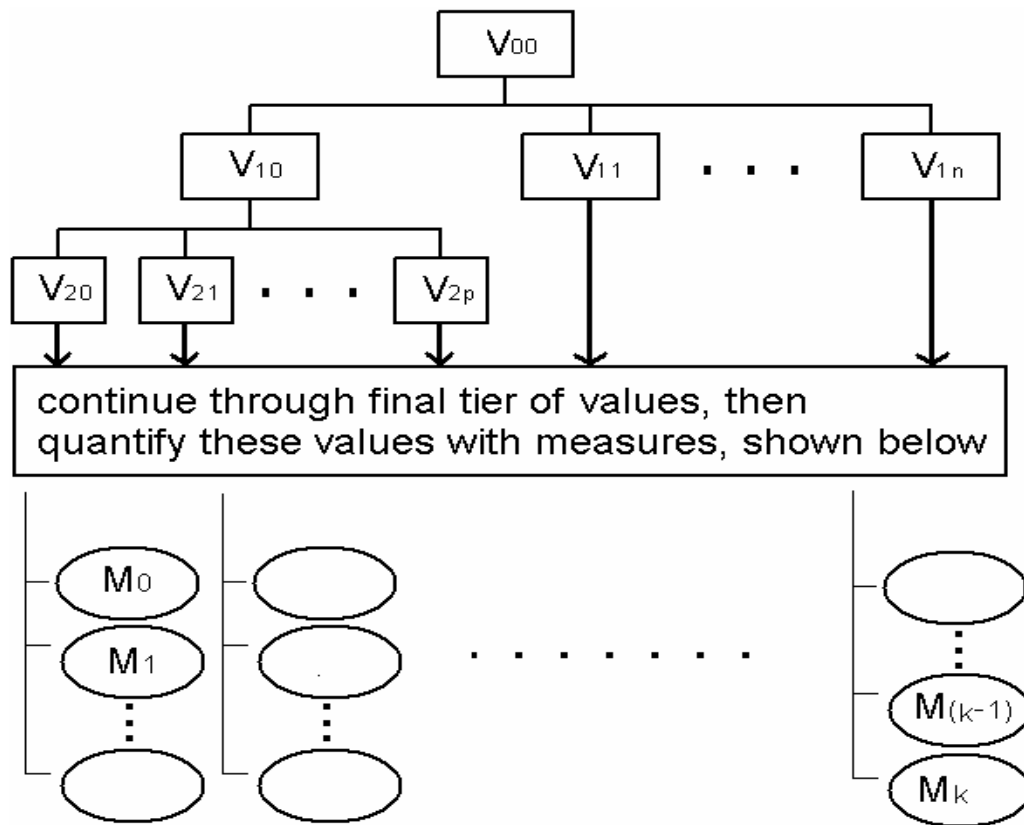 V00
V10 V11 . . . V1n
V20 V21 . . . V2p
continue through final tier of values, then
quantify these values with measures, shown below
M0
M1 . . . . . . .
M(k-1)
Mk